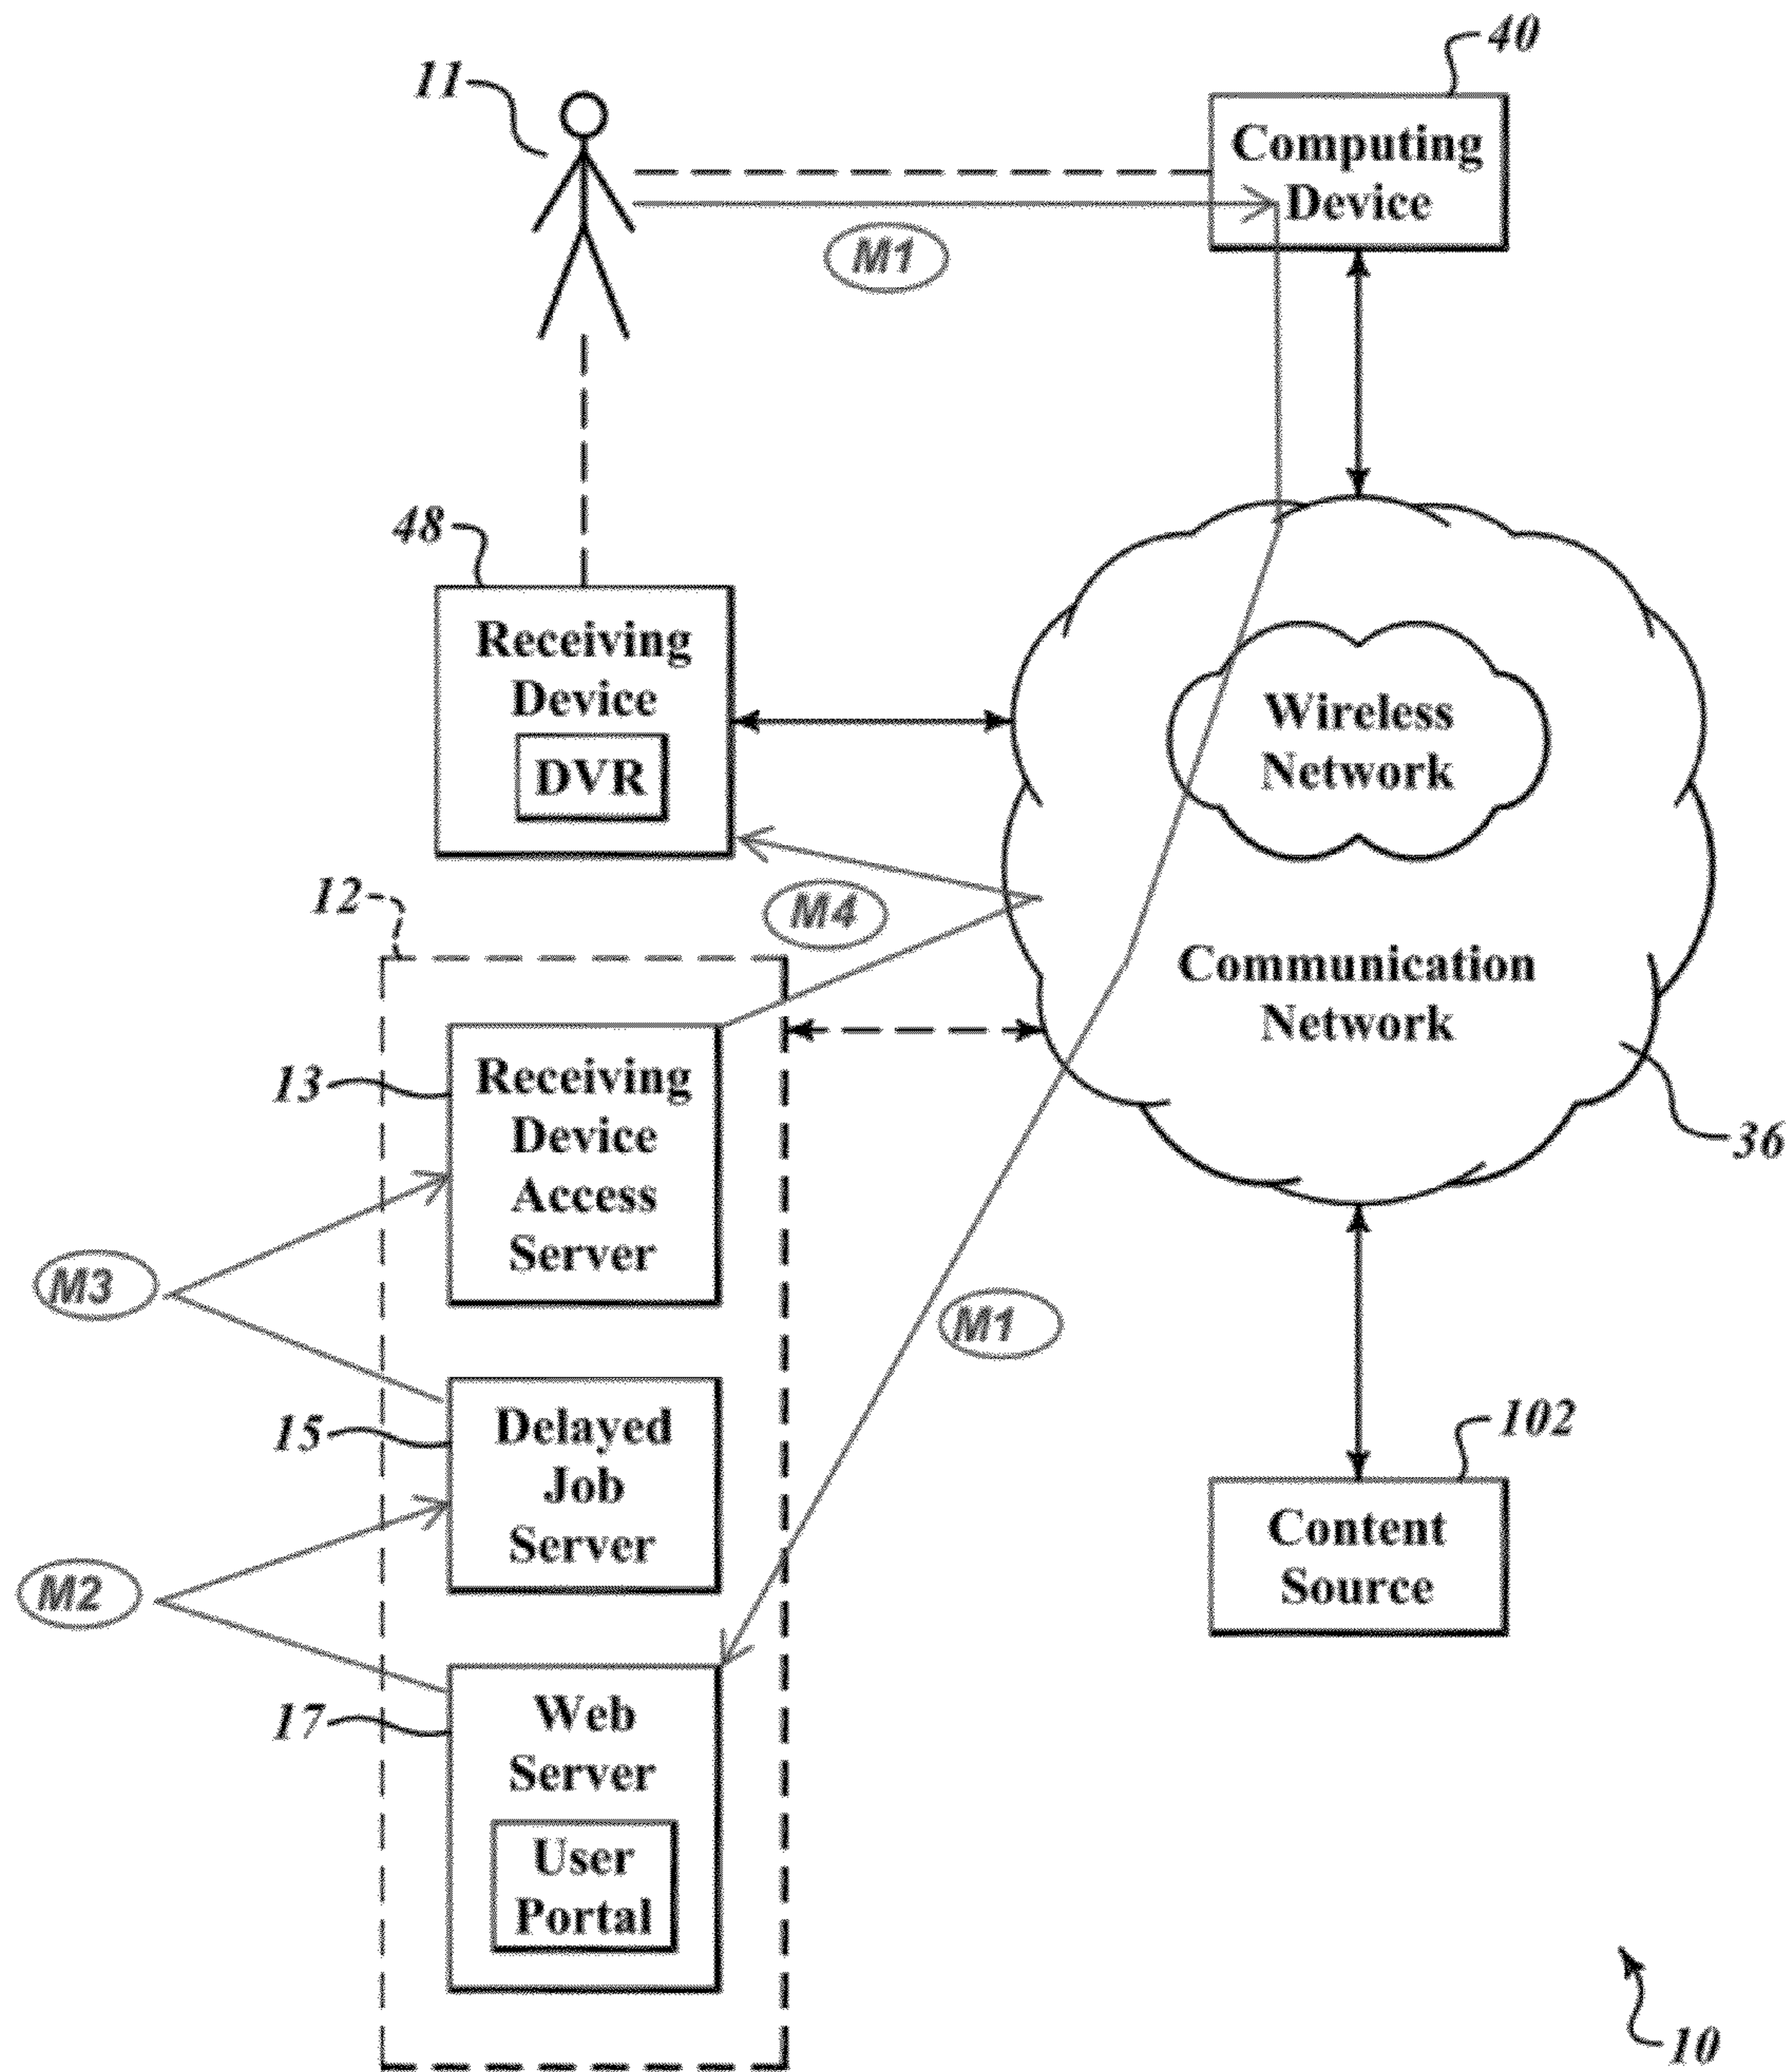 40
11
Computing
Device
M1
48
Receiving
Device
DVR
Wireless
Network
12
M4
Communication
Network
13
Receiving
Device
Access
Server
36
M3
M1
15
Delayed
Job
Server
102
Content
Source
M2
17
Web
Server
User
Portal
10